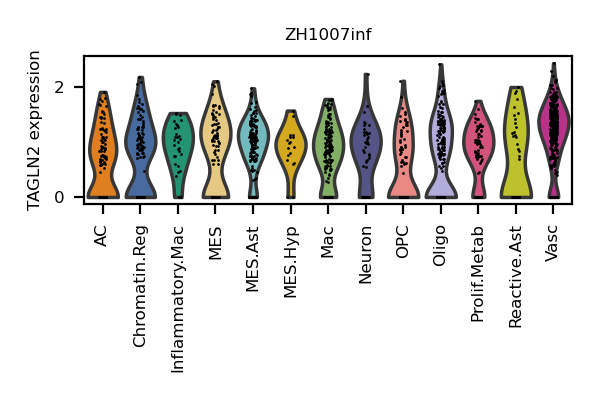 ZH1007inf
TAGLN2 expression
2
0
AC
Chromatin.Reg
Inflammatory.Mac
MES
MES.Ast
MES.Hyp
Mac
Neuron
OPC
Oligo
Prolif.Metab
Reactive.Ast
Vasc